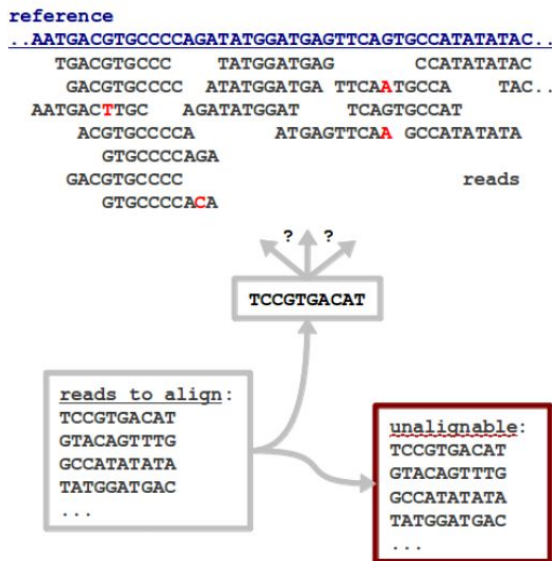 reference
..AATGACGTGCCCCAGATATGGATGAGTTCAGTGCCATATATAC..
TGACGTGCCC TATGGATGAG CCATATATAC
GACGTGCCCC ATATGGATGA TTCAATGCCA TAC..
AATGACTTGC AGATATGGAT TCAGTGCCAT
ACGTGCCCCA ATGAGTTCAA GCCATATATA
GTGCCCCAGA
GACGTGCCCC reads
GTGCCCCACA
? ?
TCCGTGACAT
reads to align:
TCCGTGACAT
GTACAGTTTG
GCCATATATA
TATGGATGAC
...
unalignable:
TCCGTGACAT
GTACAGTTTG
GCCATATATA
TATGGATGAC
...